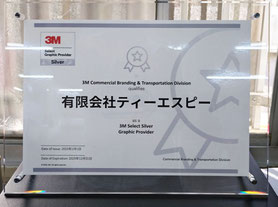 3M
Select
Graphic Provider
Silver
3M Commercial Branding & Transportation Division
qualifies
有限会社ティーエスピー
as a
3M Select Silver
Graphic Provider
Commercial Branding & Transportation Division